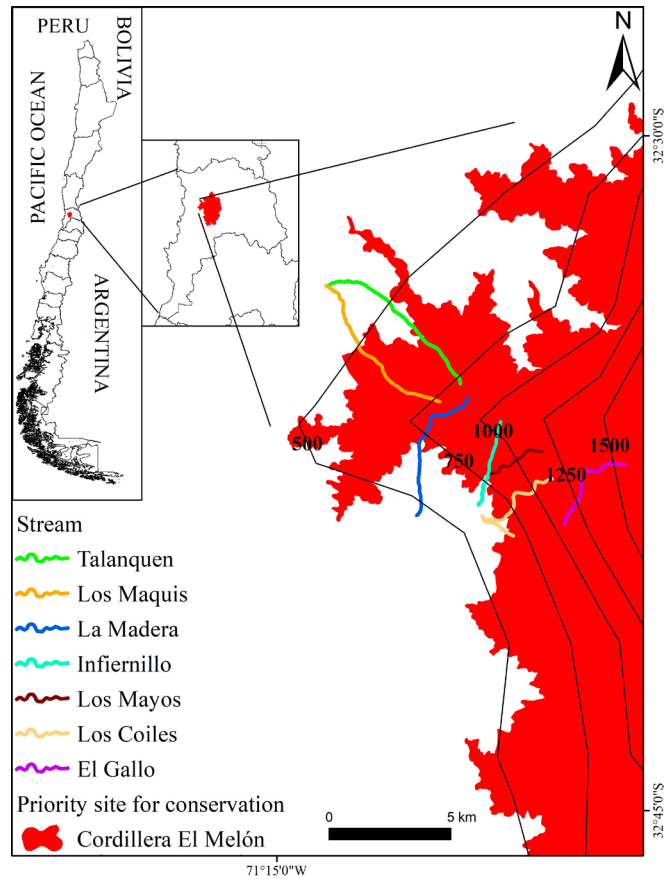 PERU
BOLIVIA
PACIFIC OCEAN
ARGENTINA
N
32°30'0"S
500
750
1000
1250
1500
Stream
Talanquen
Los Maquis
La Madera
Infiernillo
Los Mayos
Los Coiles
El Gallo
Priority site for conservation
Cordillera El Melón
0 5 km
32°45'0"S
71°15'0"W